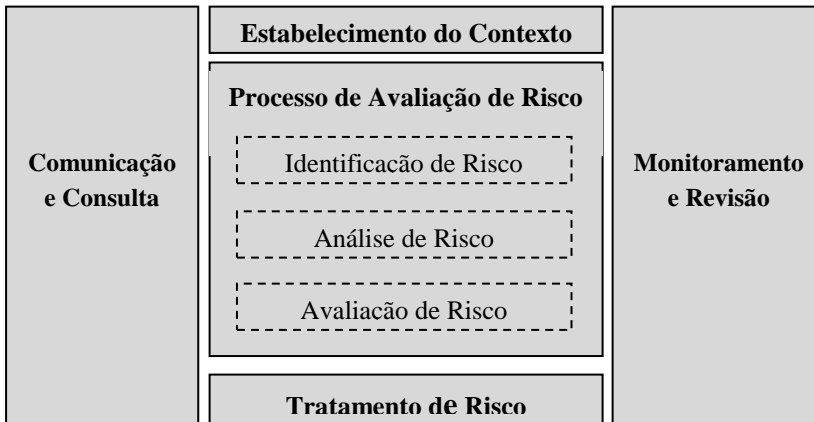 Estabelecimento do Contexto
Processo de Avaliação de Risco
Comunicação
e Consulta
Identificacão de Risco
Análise de Risco
Avaliacão de Risco
Monitoramento
e Revisão
Tratamento de Risco